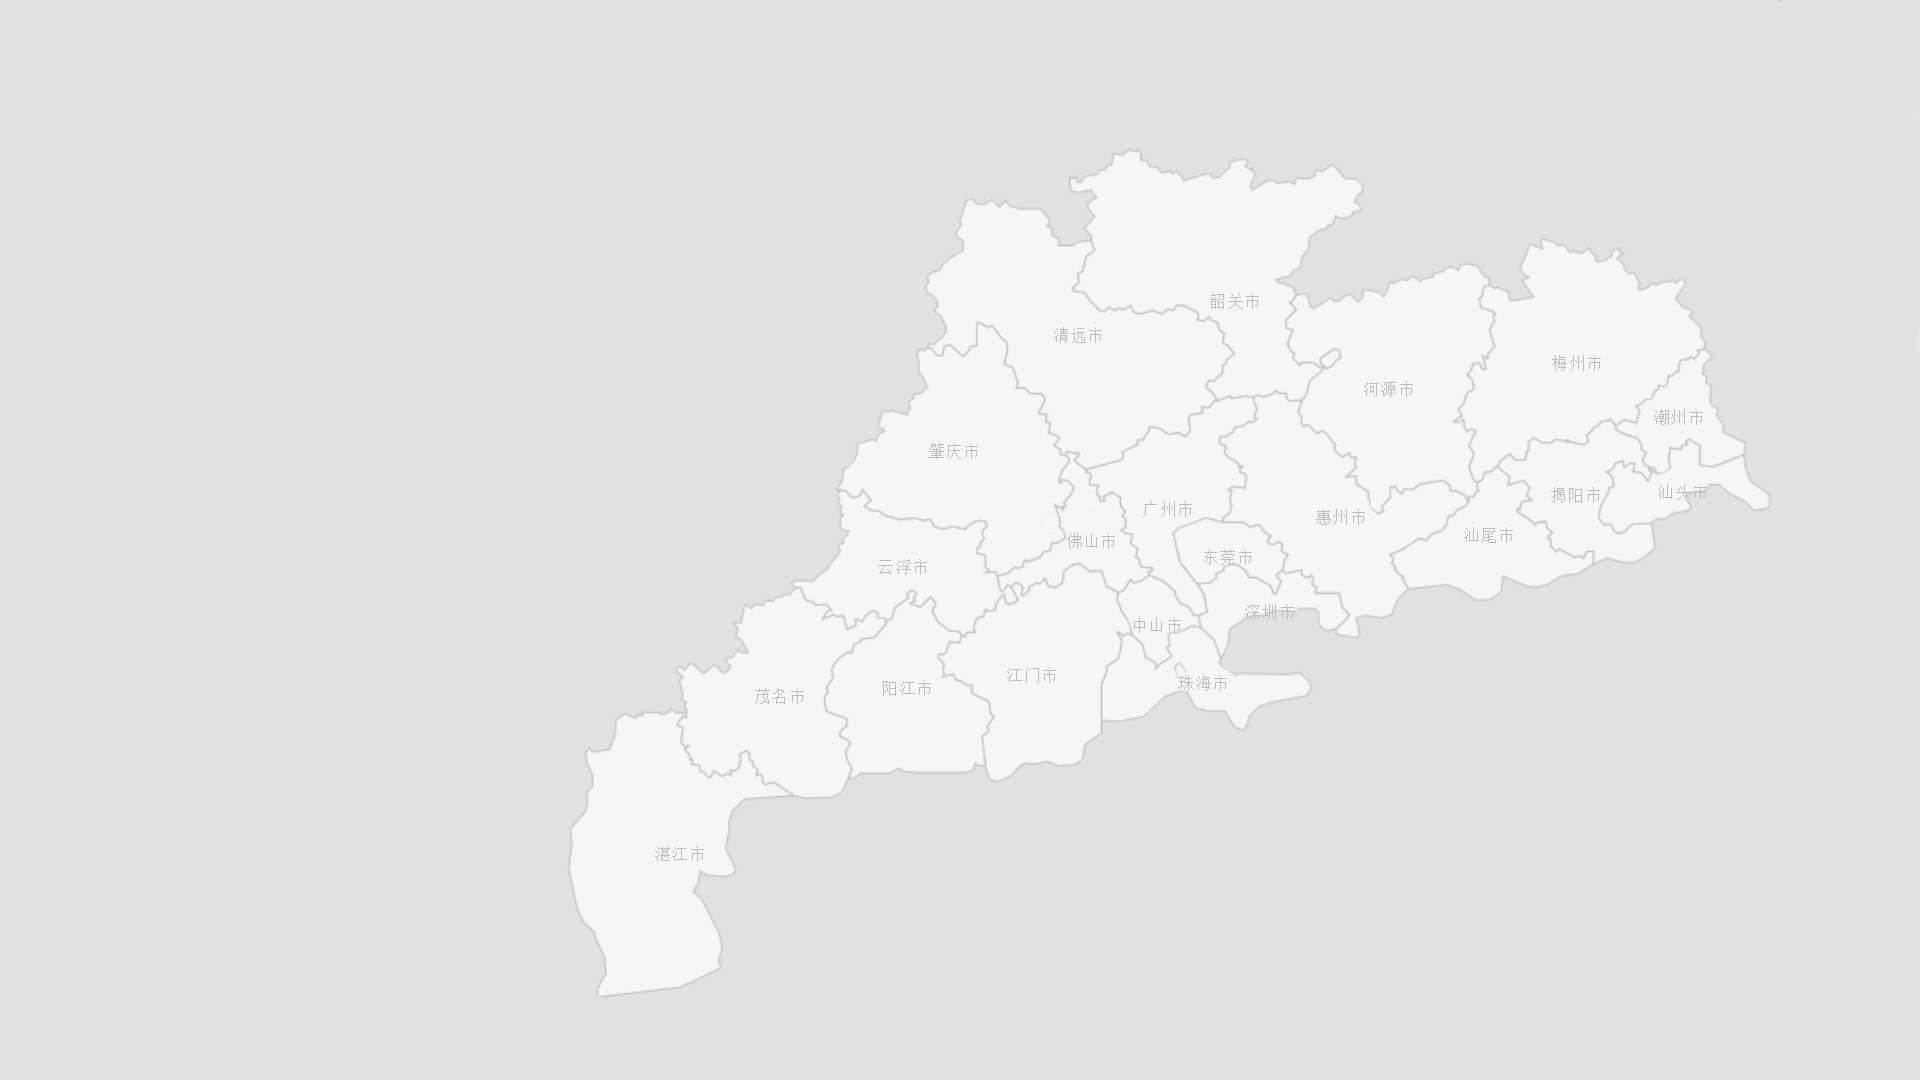 韶关市
清远市
梅州市
河源市
潮州市
肇庆市
揭阳市
汕头市
广州市
惠州市
汕尾市
佛山市
东莞市
云浮市
深圳市
中山市
江门市
珠海市
阳江市
茂名市
湛江市